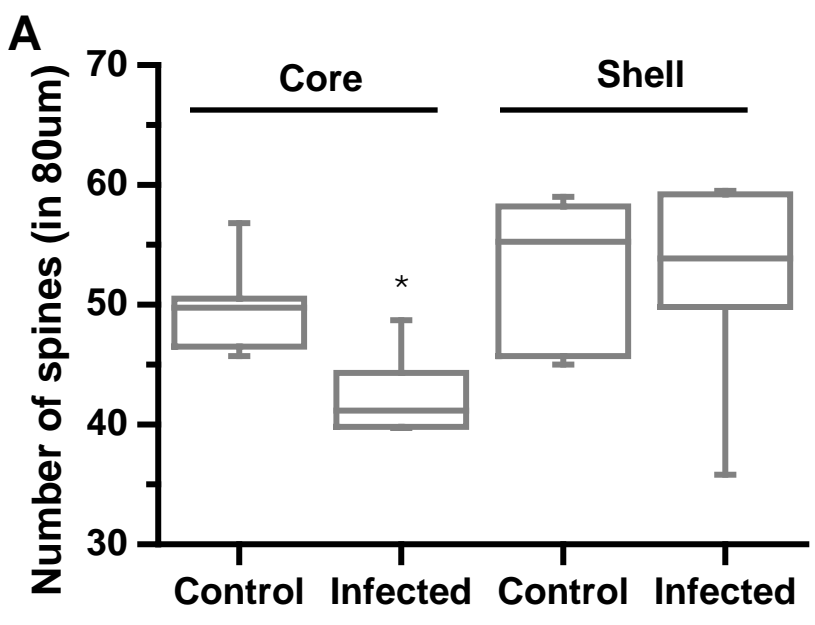 A
Number of spines (in 80um)
70
60
50
40
30
Core
Shell
*
Control Infected Control Infected